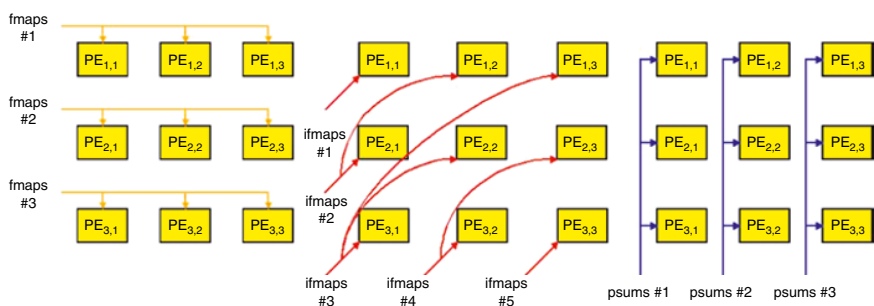 fmaps
#1
PE1,1 PE1,2 PE1,3
fmaps
#2
PE2,1 PE2,2 PE2,3
fmaps
#3
PE3,1 PE3,2 PE3,3
PE1,1 PE1,2 PE1,3
ifmaps
#1
PE2,1 PE2,2 PE2,3
ifmaps
#2
PE3,1 PE3,2 PE3,3
ifmaps
#3
ifmaps
#4
ifmaps
#5
PE1,1 PE1,2 PE1,3
PE2,1 PE2,2 PE2,3
PE3,1 PE3,2 PE3,3
psums #1 psums #2 psums #3